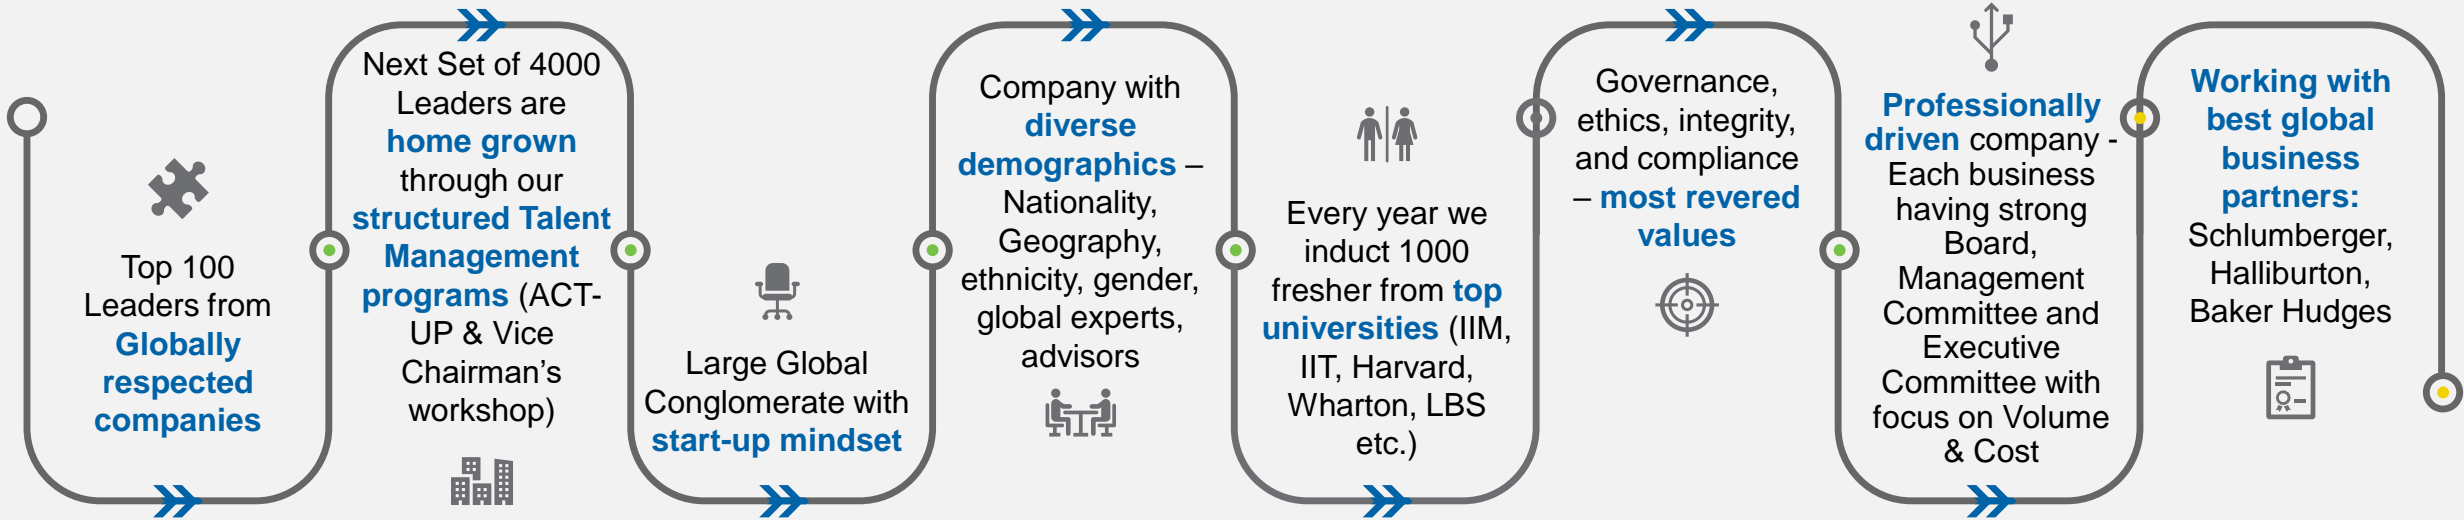 Top 100
Leaders from
Globally
respected
companies
Next Set of 4000
Leaders are
home grown
through our
structured Talent
Management
programs (ACT-
UP & Vice
Chairman’s
workshop)
Large Global
Conglomerate with
start-up mindset
Company with
diverse
demographics –
Nationality,
Geography,
ethnicity, gender,
global experts,
advisors
Every year we
induct 1000
fresher from top
universities (IIM,
IIT, Harvard,
Wharton, LBS
etc.)
Governance,
ethics, integrity,
and compliance
– most revered
values
Professionally
driven company -
Each business
having strong
Board,
Management
Committee and
Executive
Committee with
focus on Volume
& Cost
Working with
best global
business
partners:
Schlumberger,
Halliburton,
Baker Hudges